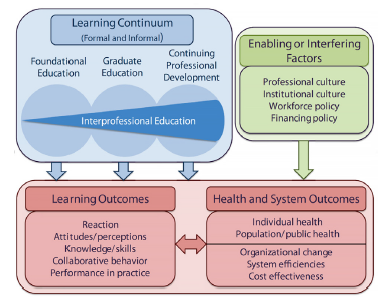 Learning Continuum
(Formal and Informal)
Foundational
Education
Graduate
Education
Continuing
Professional
Development
Interprofessional Education
Enabling or Interfering
Factors
Professional culture
Institutional culture
Workforce policy
Financing policy
Learning Outcomes
Reaction
Attitudes/perceptions
Knowledge/skills
Collaborative behavior
Performance in practice
Health and System Outcomes
Individual health
Population/public health
Organizational change
System efficiencies
Cost effectiveness